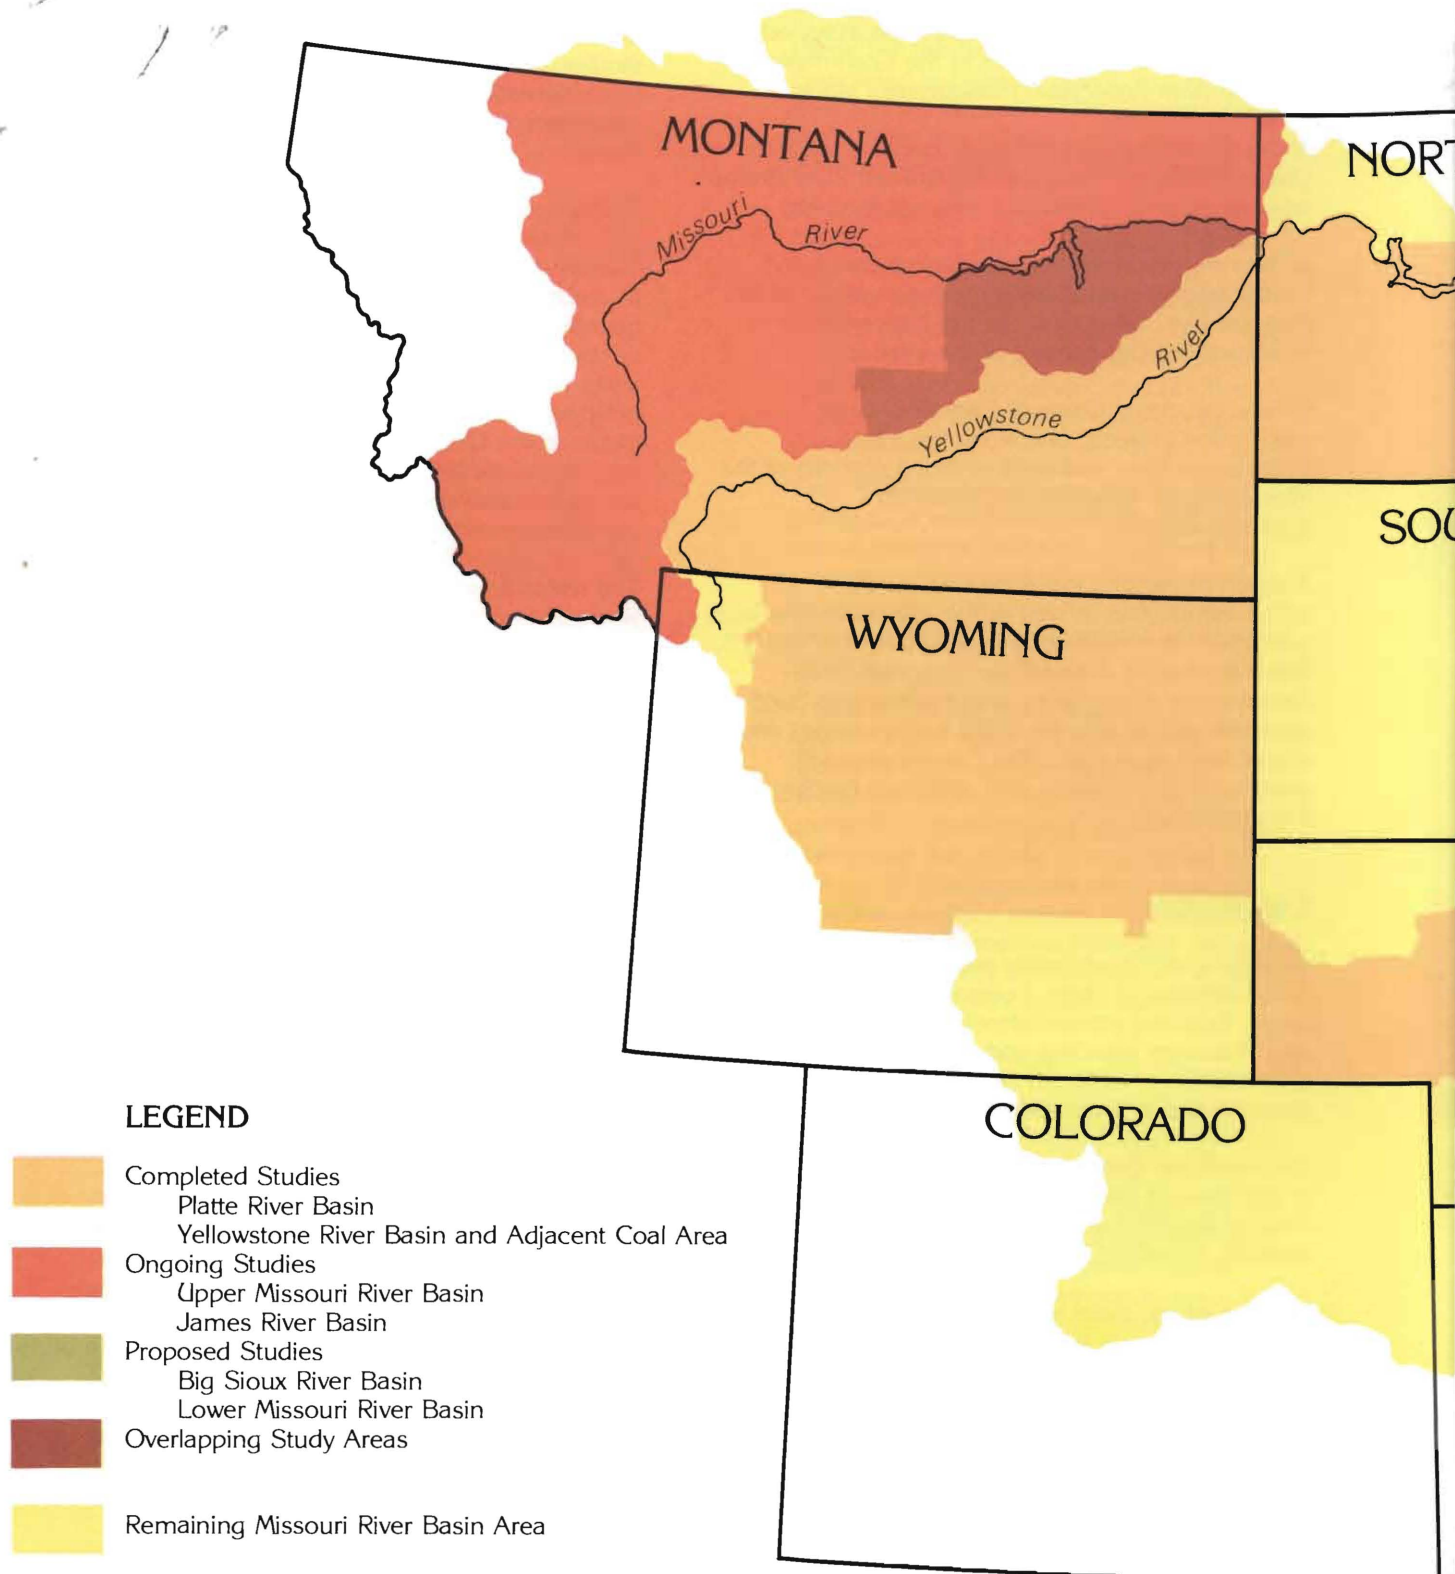 MONTANA
NORT
Missouri River
River
Yellowstone
SOU
WYOMING
COLORADO
LEGEND
Completed Studies
Platte River Basin
Yellowstone River Basin and Adjacent Coal Area
Ongoing Studies
Upper Missouri River Basin
James River Basin
Proposed Studies
Big Sioux River Basin
Lower Missouri River Basin
Overlapping Study Areas
Remaining Missouri River Basin Area